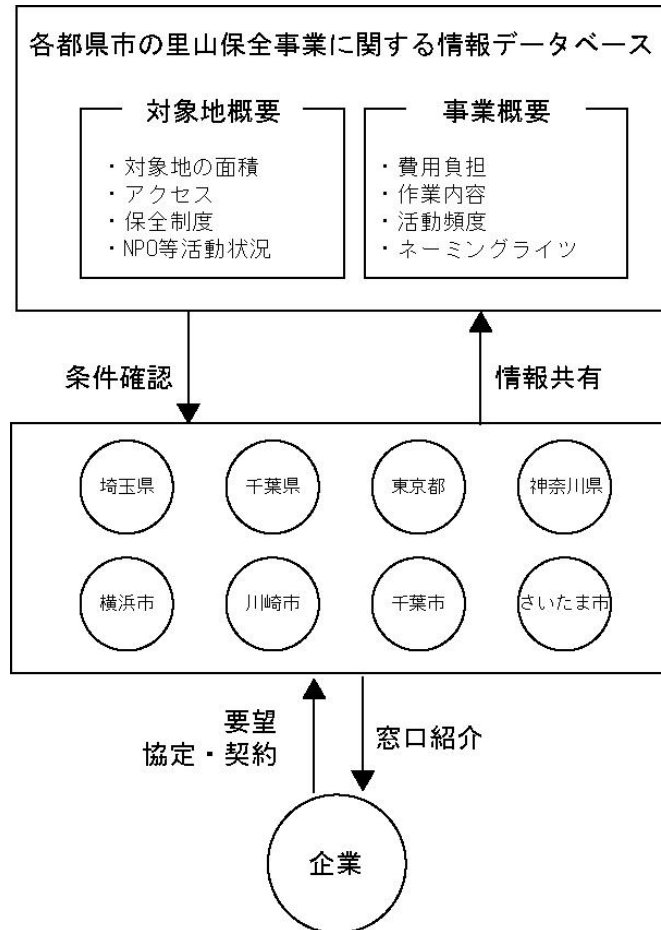 各都県市の里山保全事業に関する情報データベース
対象地概要
・対象地の面積
・アクセス
・保全制度
・NPO等活動状況
事業概要
・費用負担
・作業内容
・活動頻度
・ネーミングライツ
条件確認
情報共有
埼玉県
千葉県
東京都
神奈川県
横浜市
川崎市
千葉市
さいたま市
要望
協定・契約
窓口紹介
企業